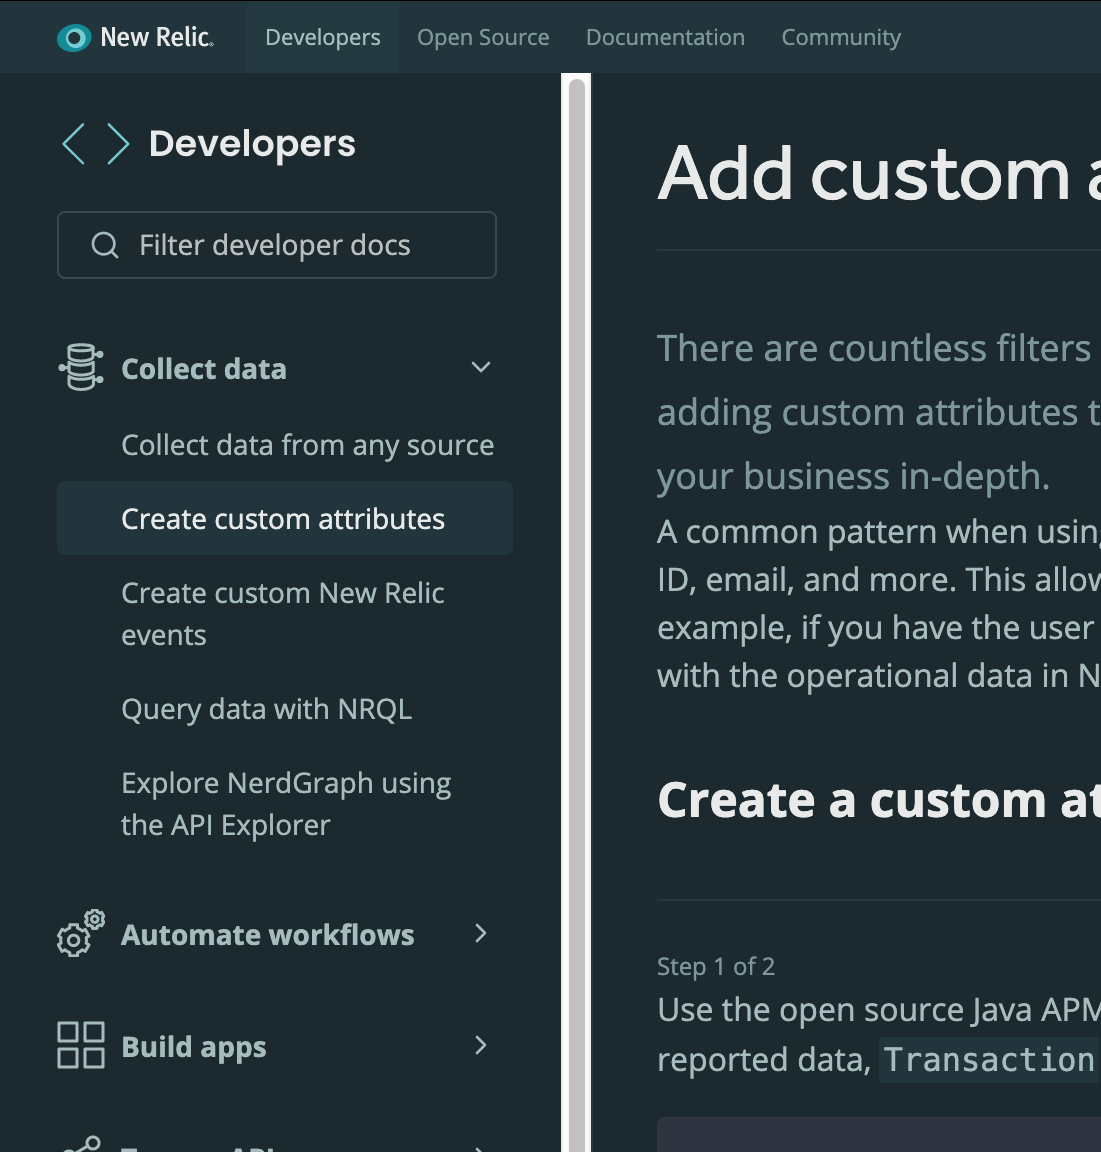 New Relic.
Developers
Open Source
Documentation
Community
Developers
Filter developer docs
Collect data
Collect data from any source
Create custom attributes
Create custom New Relic
events
Query data with NRQL
Explore NerdGraph using
the API Explorer
Automate workflows
Build apps
Add custom
There are countless filters
adding custom attributes
your business in-depth.
A common pattern when using
ID, email, and more. This
example, if you have the user
with the operational data in
Create a custom
Step 1 of 2
Use the open source Java APM
reported data, Transaction